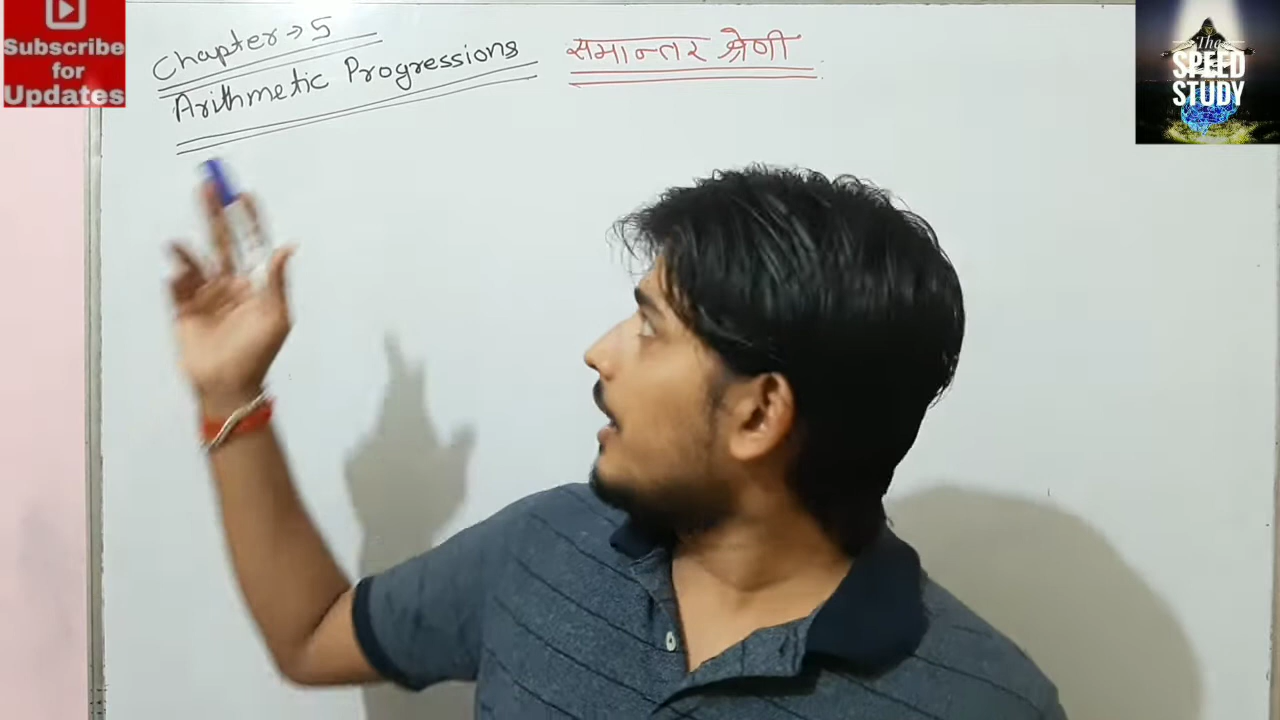 Subscribe
for
Updates
Chapter → 5
Arithmetic Progressions
समान्तर श्रेणी
The
SPEED
STUDY